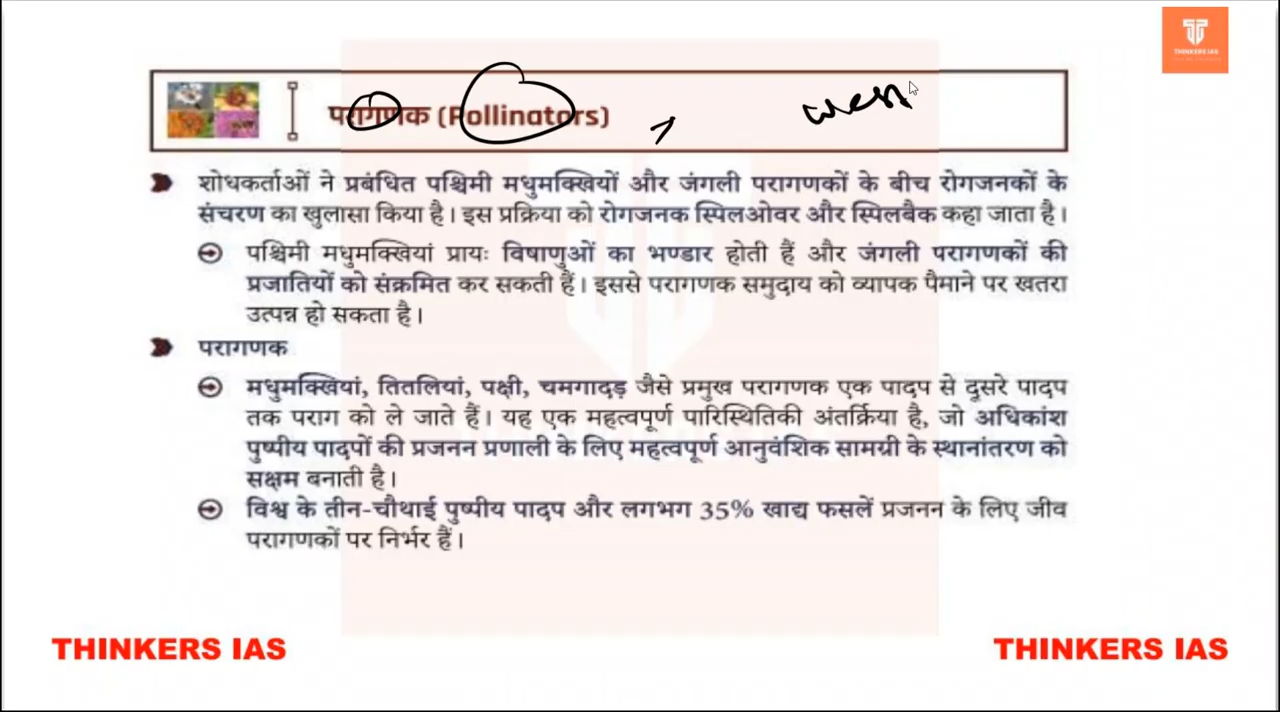 THINKERS IAS
परागणक (Pollinators)
शोधकर्ताओं ने प्रबंधित पश्चिमी मधुमक्खियों और जंगली परागणकों के बीच रोगजनकों के
संचरण का खुलासा किया है। इस प्रक्रिया को रोगजनक स्पिलओवर और स्पिलबैक कहा जाता है।
पश्चिमी मधुमक्खियां प्रायः विषाणुओं का भण्डार होती हैं और जंगली परागणकों की
प्रजातियों को संक्रमित कर सकती हैं। इससे परागणक समुदाय को व्यापक पैमाने पर खतरा
उत्पन्न हो सकता है।
परागणक
मधुमक्खियां, तितलियां, पक्षी, चमगादड़ जैसे प्रमुख परागणक एक पादप से दूसरे पादप
तक पराग को ले जाते हैं। यह एक महत्वपूर्ण पारिस्थितिकी अंतर्क्रिया है, जो अधिकांश
पुष्पीय पादपों की प्रजनन प्रणाली के लिए महत्वपूर्ण आनुवंशिक सामग्री के स्थानांतरण को
सक्षम बनाती है।
विश्व के तीन-चौथाई पुष्पीय पादप और लगभग 35% खाद्य फसलें प्रजनन के लिए जीव
परागणकों पर निर्भर हैं।
THINKERS IAS
THINKERS IAS